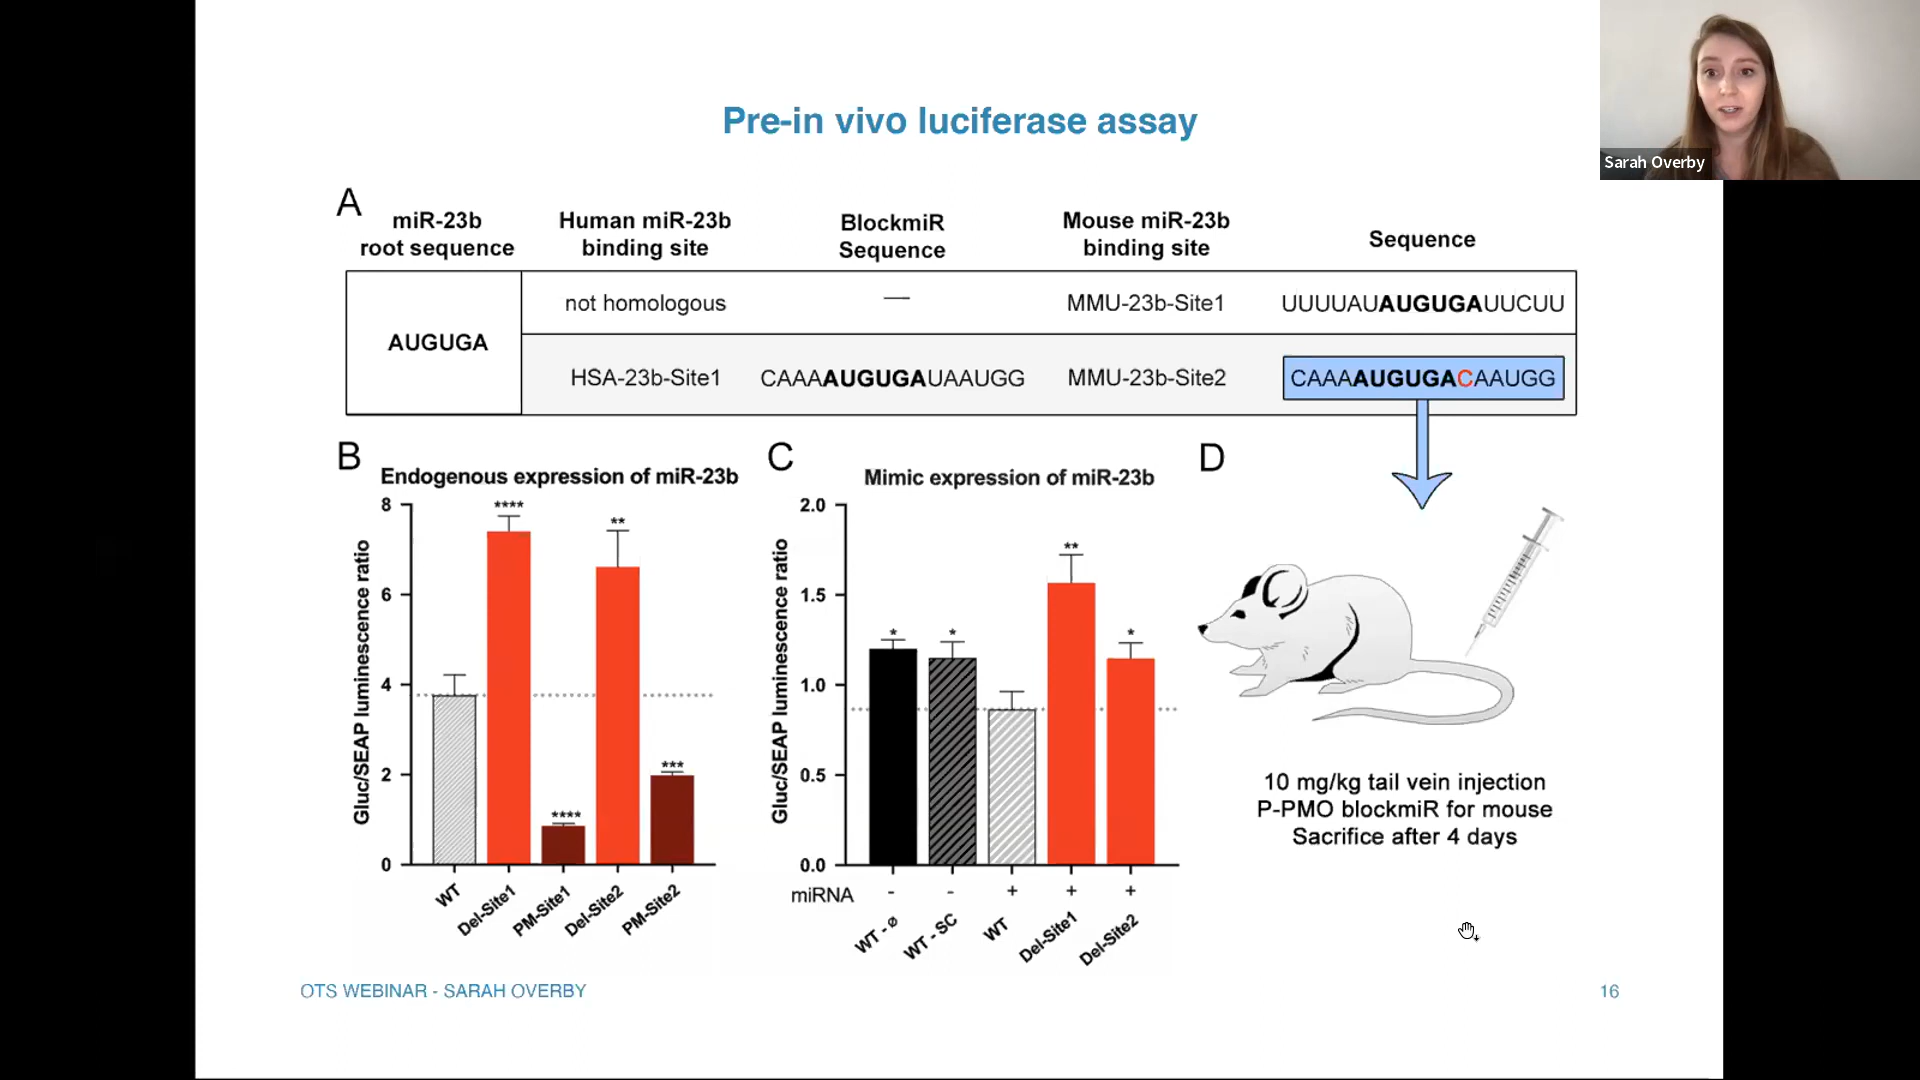 Pre-in vivo luciferase assay
Sarah Overby
A
miR-23b
root sequence
Human miR-23b
binding site
BlockmiR
Sequence
Mouse miR-23b
binding site
Sequence
AUGUGA
not homologous
—
MMU-23b-Site1
UUUUAUAUGUGAUUCUU
HSA-23b-Site1
CAAAAUGUGAUAAUGG
MMU-23b-Site2
CAAAAUGUGACAAUGG
B
Endogenous expression of miR-23b
Gluc/SEAP luminescence ratio
8
6
4
2
0
****
**
****
***
WT
Del-Site1
PM-Site1
Del-Site2
PM-Site2
C
Mimic expression of miR-23b
Gluc/SEAP luminescence ratio
2.0
1.5
1.0
0.5
0.0
*
*
**
*
miRNA - - + + +
WT - ø
WT - SC
WT
Del-Site1
Del-Site2
D
10 mg/kg tail vein injection
P-PMO blockmiR for mouse
Sacrifice after 4 days
OTS WEBINAR - SARAH OVERBY
16